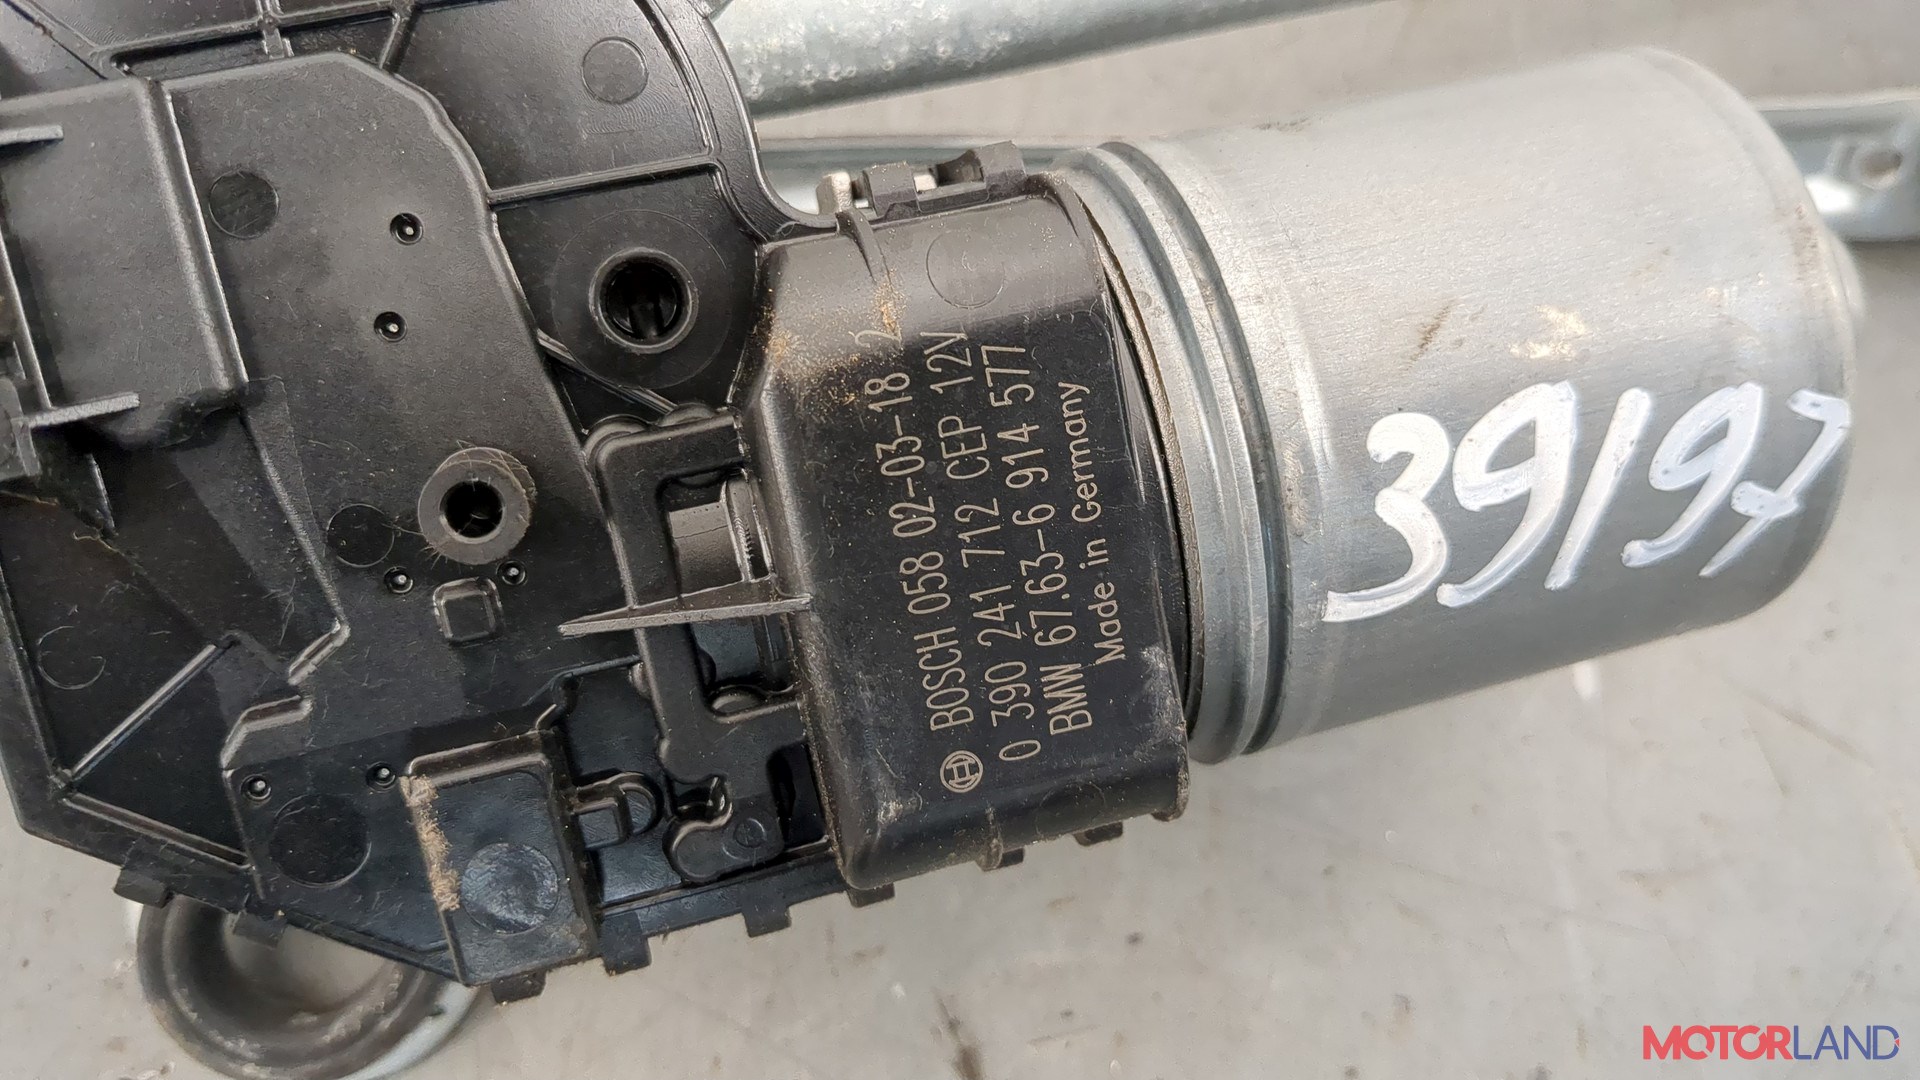 BOSCH 058 02-03-18 2
0 390 241 712 CEP 12V
BMW 67.63-6 914 577
Made in Germany
39197
MOTORLAND